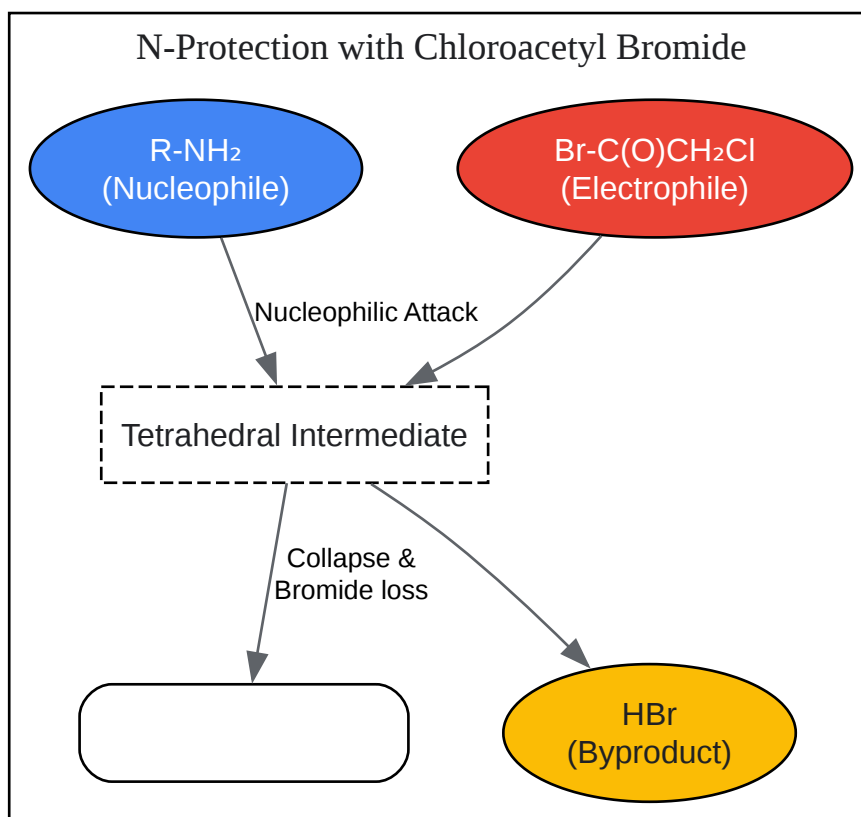 N-Protection with Chloroacetyl Bromide
R-NH₂
(Nucleophile)
Br-C(O)CH₂Cl
(Electrophile)
Nucleophilic Attack
Tetrahedral Intermediate
Collapse &
Bromide loss
HBr
(Byproduct)